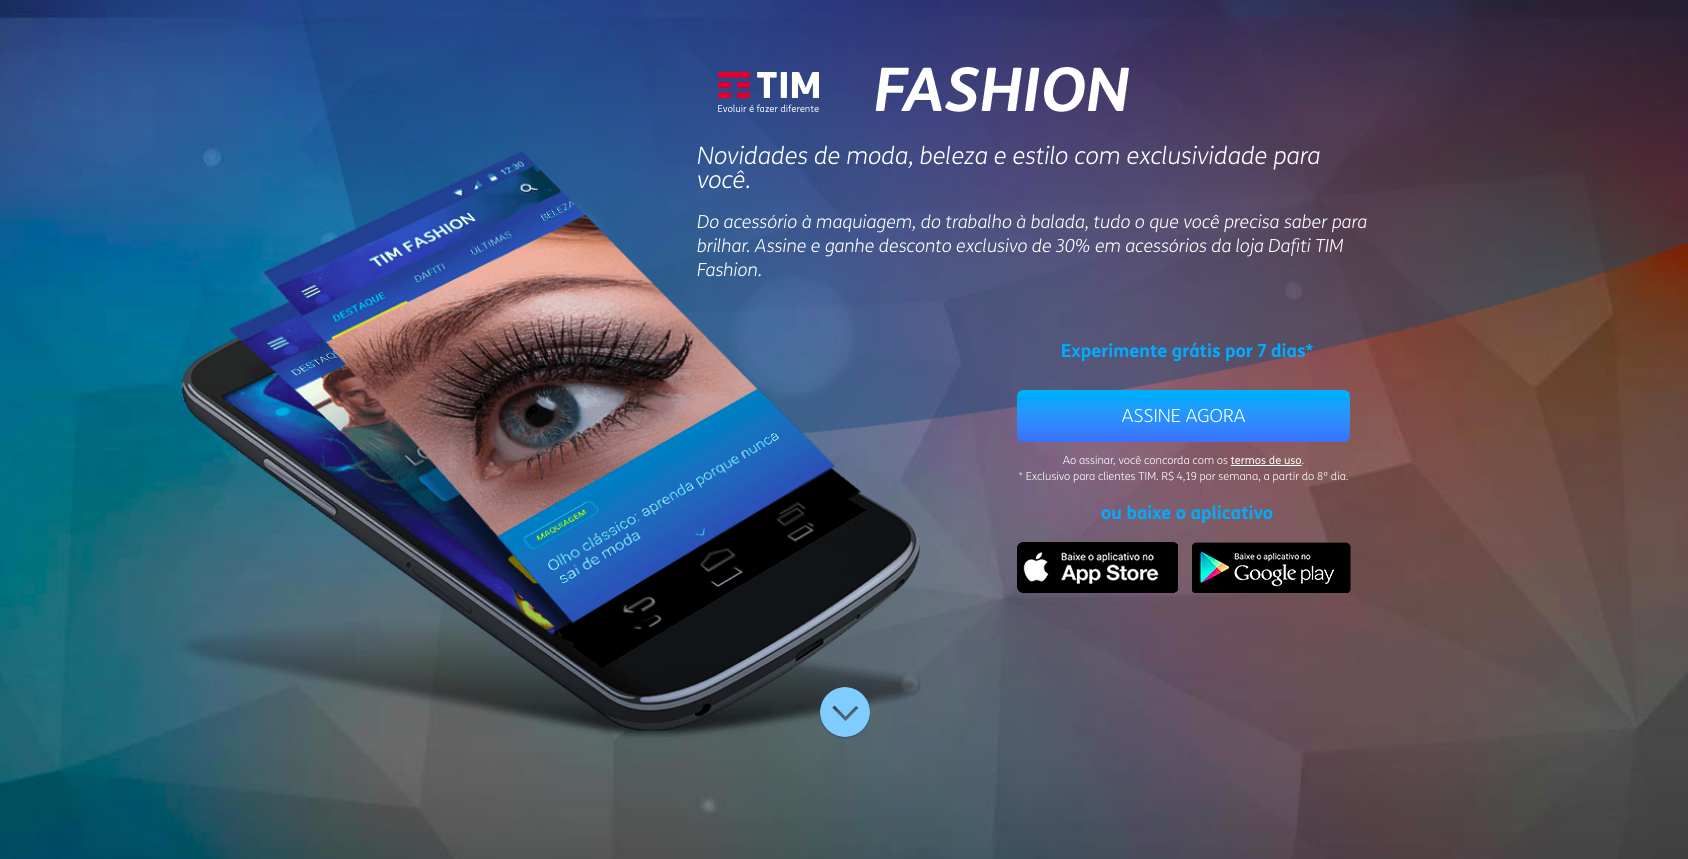 TIM
Evoluir é fazer diferente
FASHION
Novidades de moda, beleza e estilo com exclusividade para
você.
Do acessório à maquiagem, do trabalho à balada, tudo o que você precisa saber para
brilhar. Assine e ganhe desconto exclusivo de 30% em acessórios da loja Dafiti TIM
Fashion.
12:30
TIM FASHION
DESTAQUE DAFITI ÚLTIMAS BELEZA
MAQUIAGEM
Olho clássico: aprenda porque nunca
sai de moda
Experimente grátis por 7 dias*
ASSINE AGORA
Ao assinar, você concorda com os termos de uso.
* Exclusivo para clientes TIM. R$ 4,19 por semana, a partir do 8º dia.
ou baixe o aplicativo
Baixe o aplicativo no
App Store
Baixe o aplicativo no
Google play